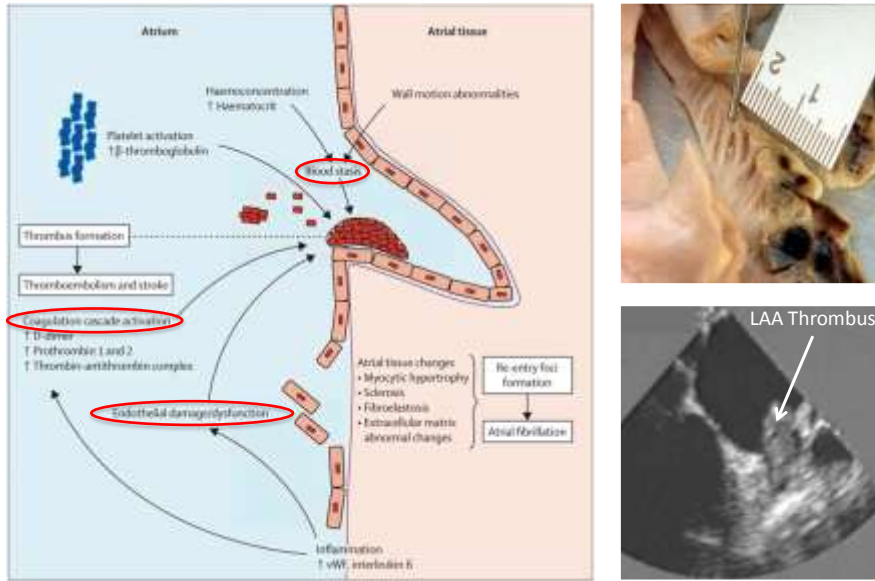 Atrium
Atrial tissue
Haemoconcentration
↑ Haematocrit
Wall motion abnormalities
Platelet activation
↑β-thromboglobulin
Blood stasis
Thrombus formation
Thromboembolism and stroke
Coagulation cascade activation
↑ D-dimer
↑ Prothrombin 1 and 2
↑ Thrombin-antithrombin complex
Endothelial damage/dysfunction
Atrial tissue changes
• Myocytic hypertrophy
• Sclerosis
• Fibroelastosis
• Extracellular matrix
abnormal changes
Re-entry foci
formation
Atrial fibrillation
Inflammation
↑ vWF, interleukin 6
2
1
LAA Thrombus